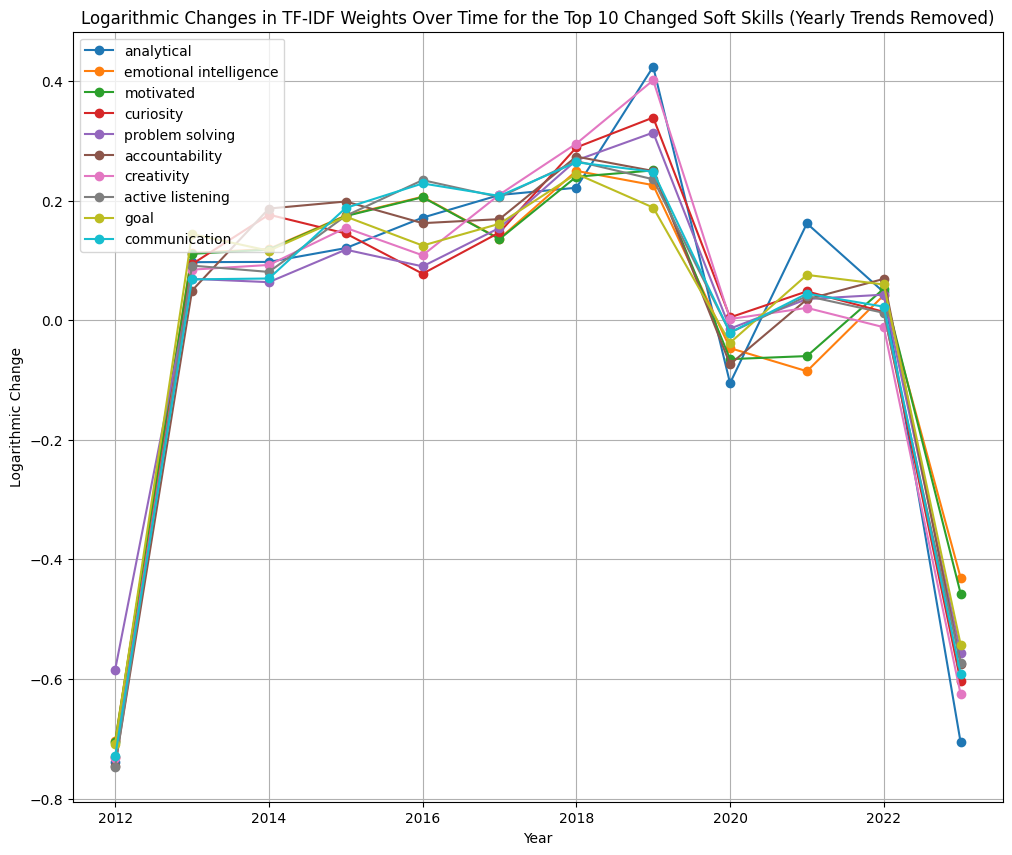 Logarithmic Changes in TF-IDF Weights Over Time for the Top 10 Changed Soft Skills (Yearly Trends Removed)
analytical
emotional intelligence
motivated
curiosity
problem solving
accountability
creativity
active listening
goal
communication
Logarithmic Change
0.4
0.2
0.0
−0.2
−0.4
−0.6
−0.8
2012
2014
2016
2018
2020
2022
Year